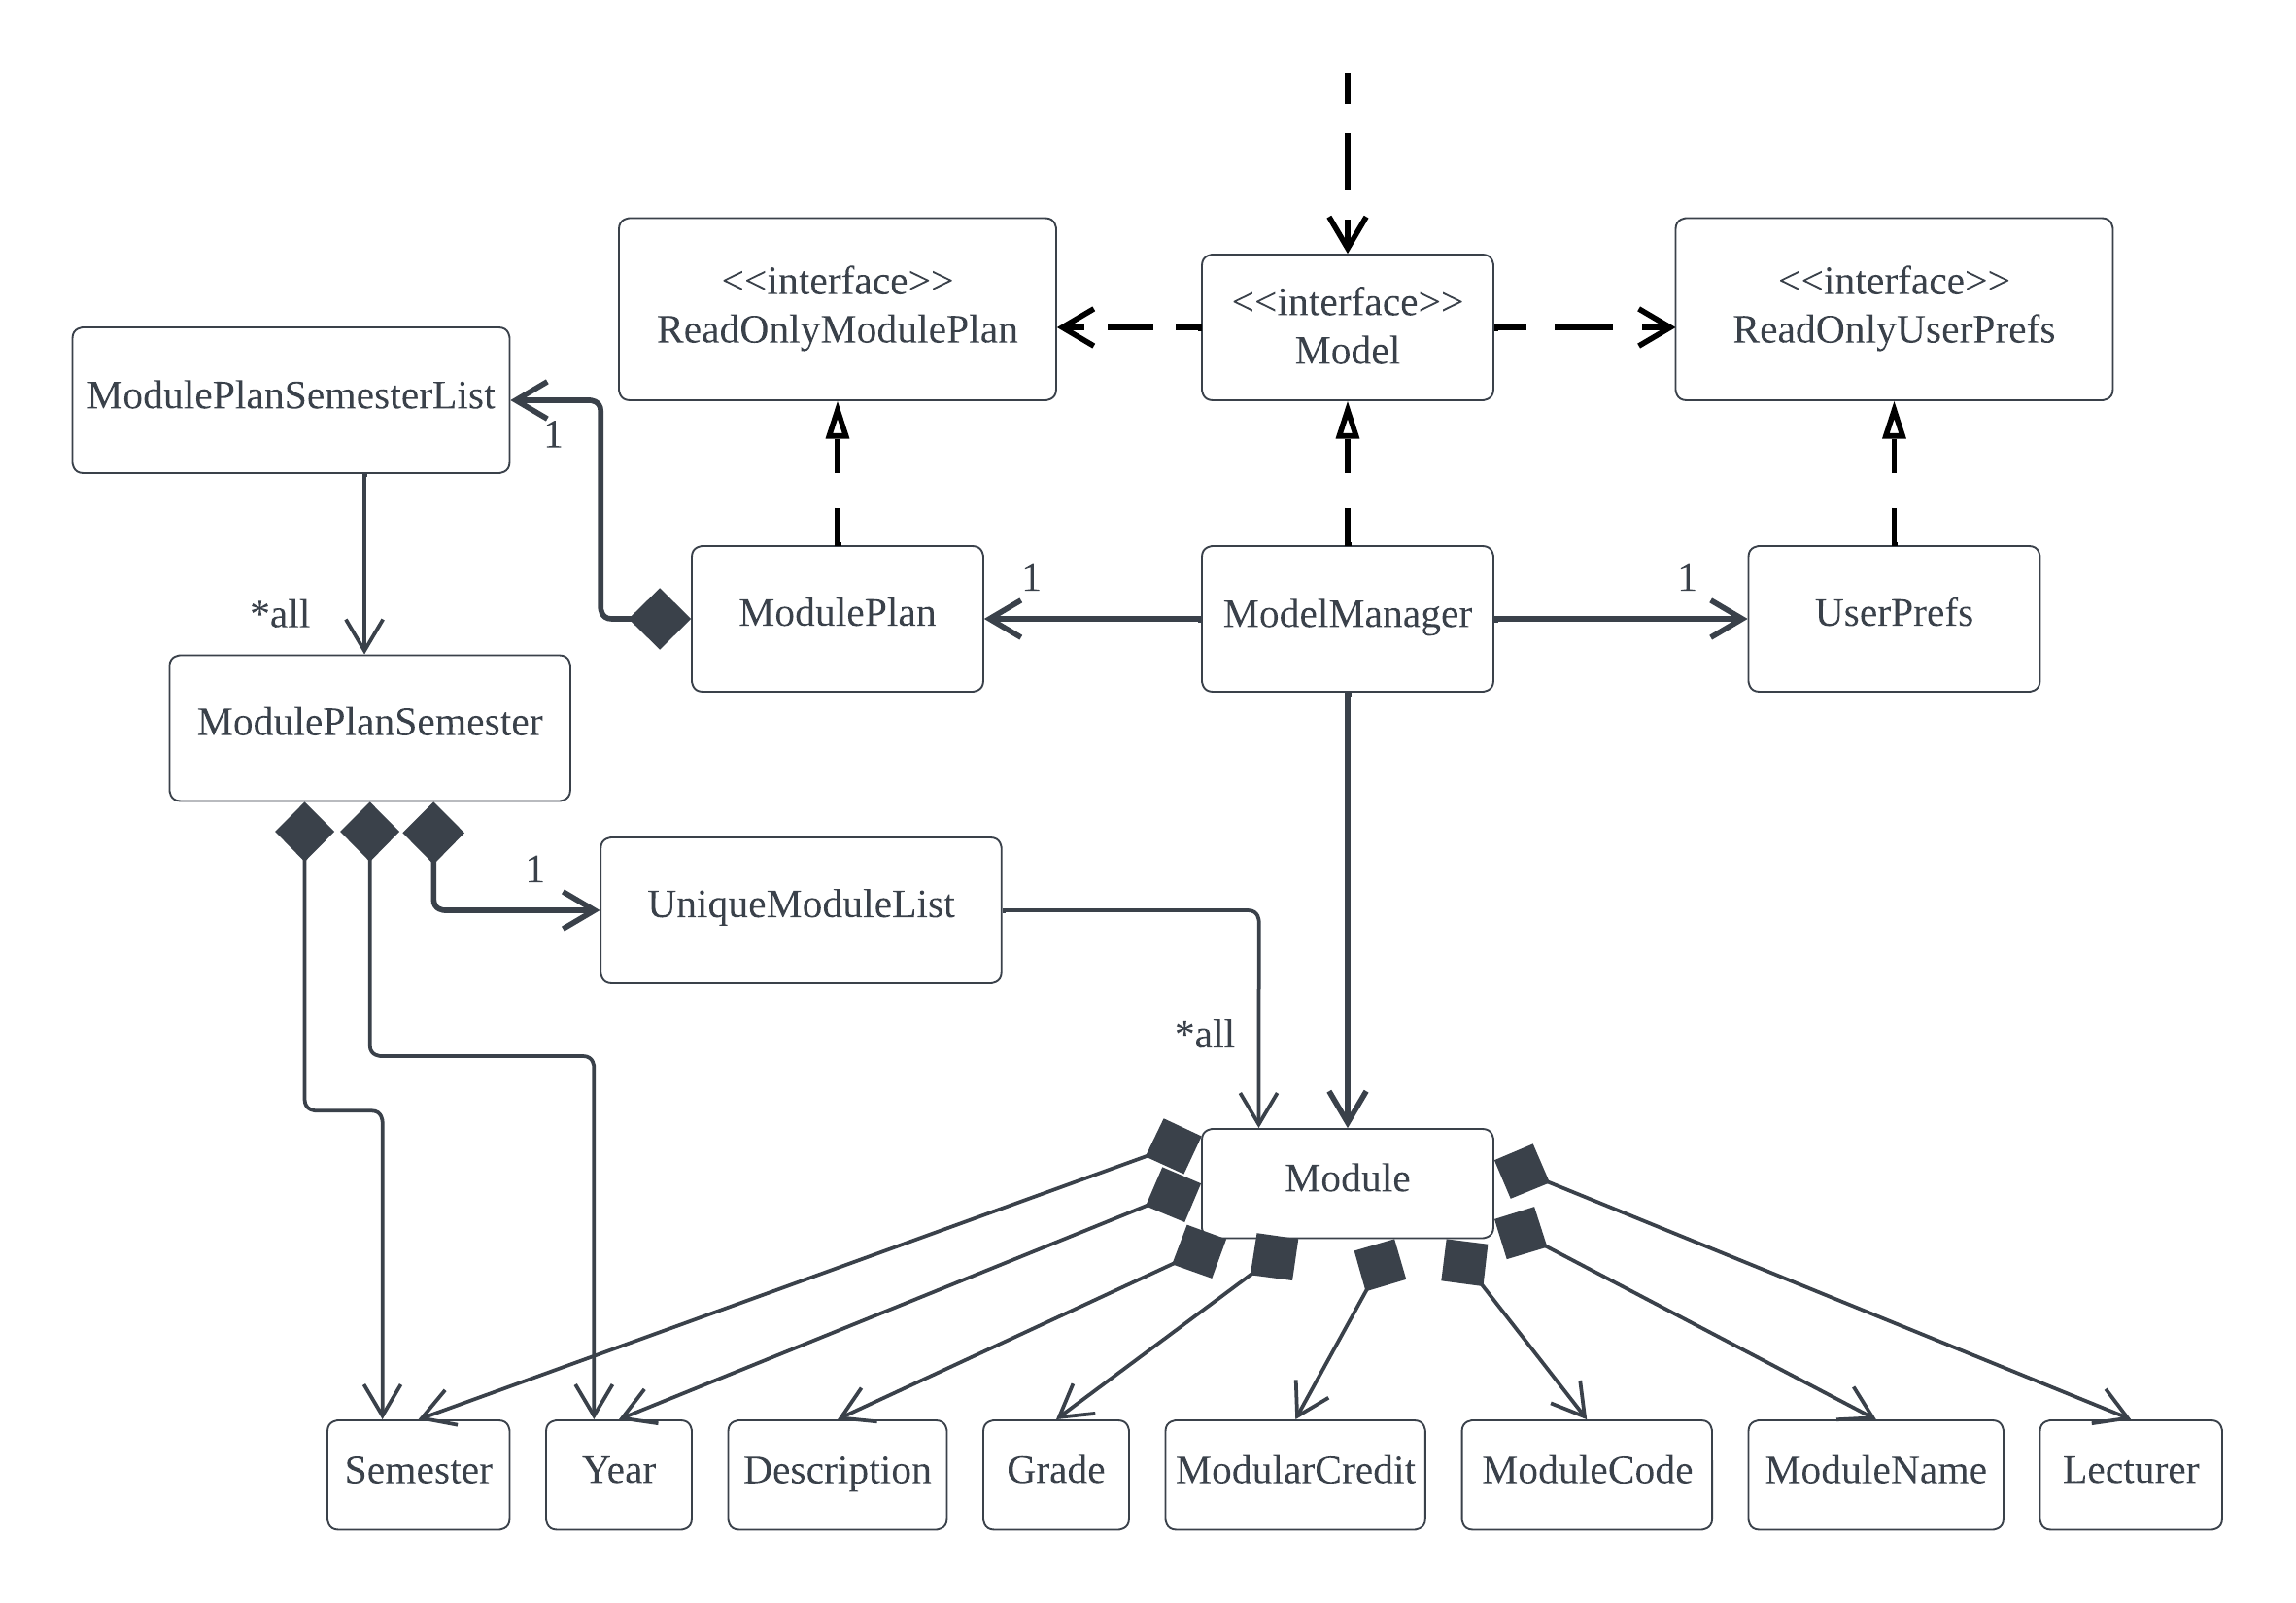 <<interface>>
ReadOnlyModulePlan
<<interface>>
Model
<<interface>>
ReadOnlyUserPrefs
ModulePlanSemesterList
1
*all
ModulePlan
1
ModelManager
1
UserPrefs
ModulePlanSemester
1
UniqueModuleList
*all
Module
Semester
Year
Description
Grade
ModularCredit
ModuleCode
ModuleName
Lecturer